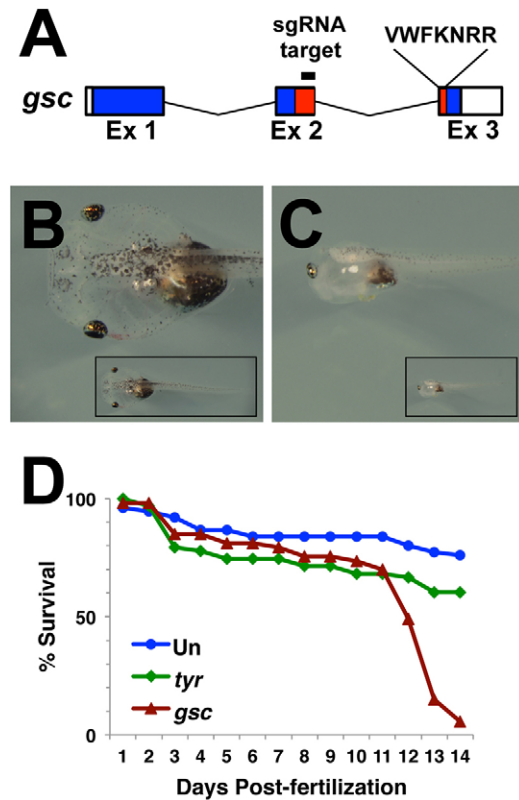 A
sgRNA
target
VWFKNRR
gsc
Ex 1
Ex 2
Ex 3
B
C
D
100
50
0
% Survival
Un
tyr
gsc
1 2 3 4 5 6 7 8 9 10 11 12 13 14
Days Post-fertilization